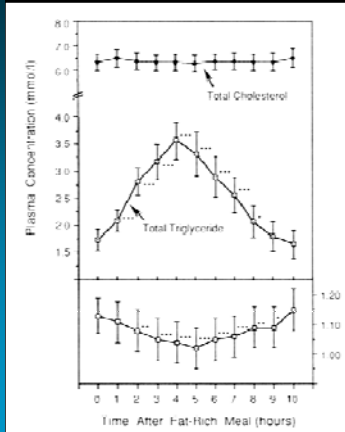 8.0
7.0
6.0
Total Cholesterol
4.0
3.5
3.0
2.5
2.0
1.5
Total Triglyceride
Plasma Concentration (mmol/l)
1.20
1.10
1.00
0 1 2 3 4 5 6 7 8 9 10
Time After Fat-Rich Meal (hours)